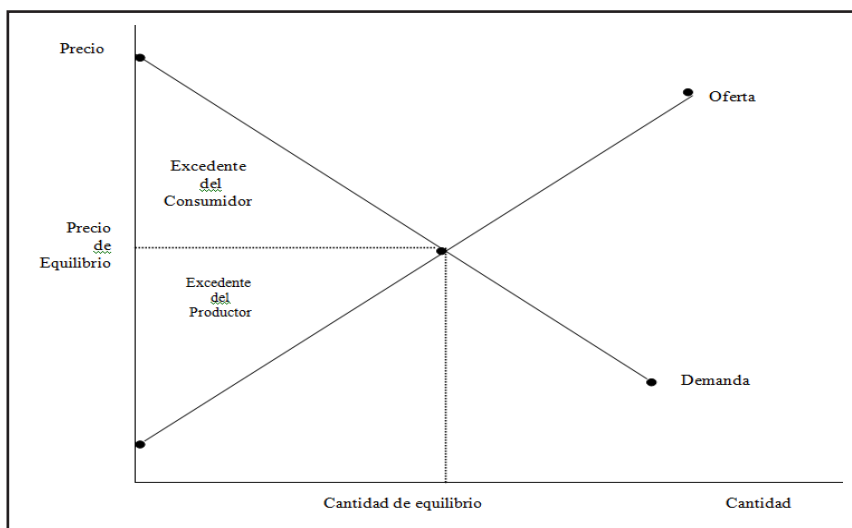 Precio
Oferta
Excedente
del
Consumidor
Precio
de
Equilibrio
Excedente
del
Productor
Demanda
Cantidad de equilibrio
Cantidad